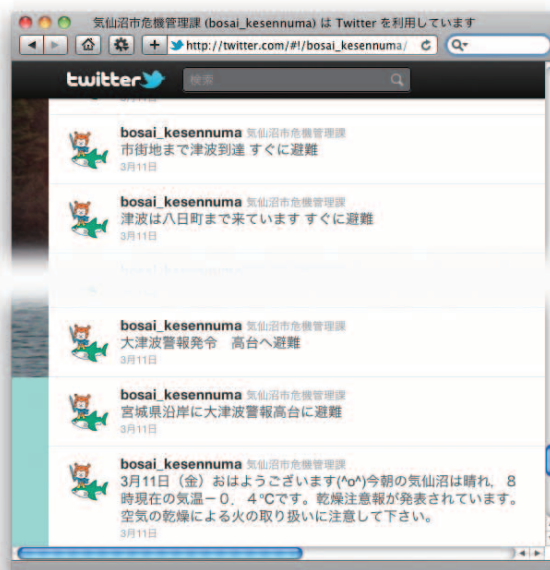 気仙沼市危機管理課 (bosai_kesennuma) は Twitter を利用しています
http://twitter.com/#!/bosai_kesennuma/
twitter
検索
bosai_kesennuma 気仙沼市危機管理課
市街地まで津波到達 すぐに避難
3月11日
bosai_kesennuma 気仙沼市危機管理課
津波は八日町まで来ています すぐに避難
3月11日
bosai_kesennuma 気仙沼市危機管理課
大津波警報発令　高台へ避難
3月11日
bosai_kesennuma 気仙沼市危機管理課
宮城県沿岸に大津波警報高台に避難
3月11日
bosai_kesennuma 気仙沼市危機管理課
3月11日（金）おはようございます(^o^)今朝の気仙沼は晴れ，８
時現在の気温－０．４℃です。乾燥注意報が発表されています。
空気の乾燥による火の取り扱いに注意して下さい。
3月11日